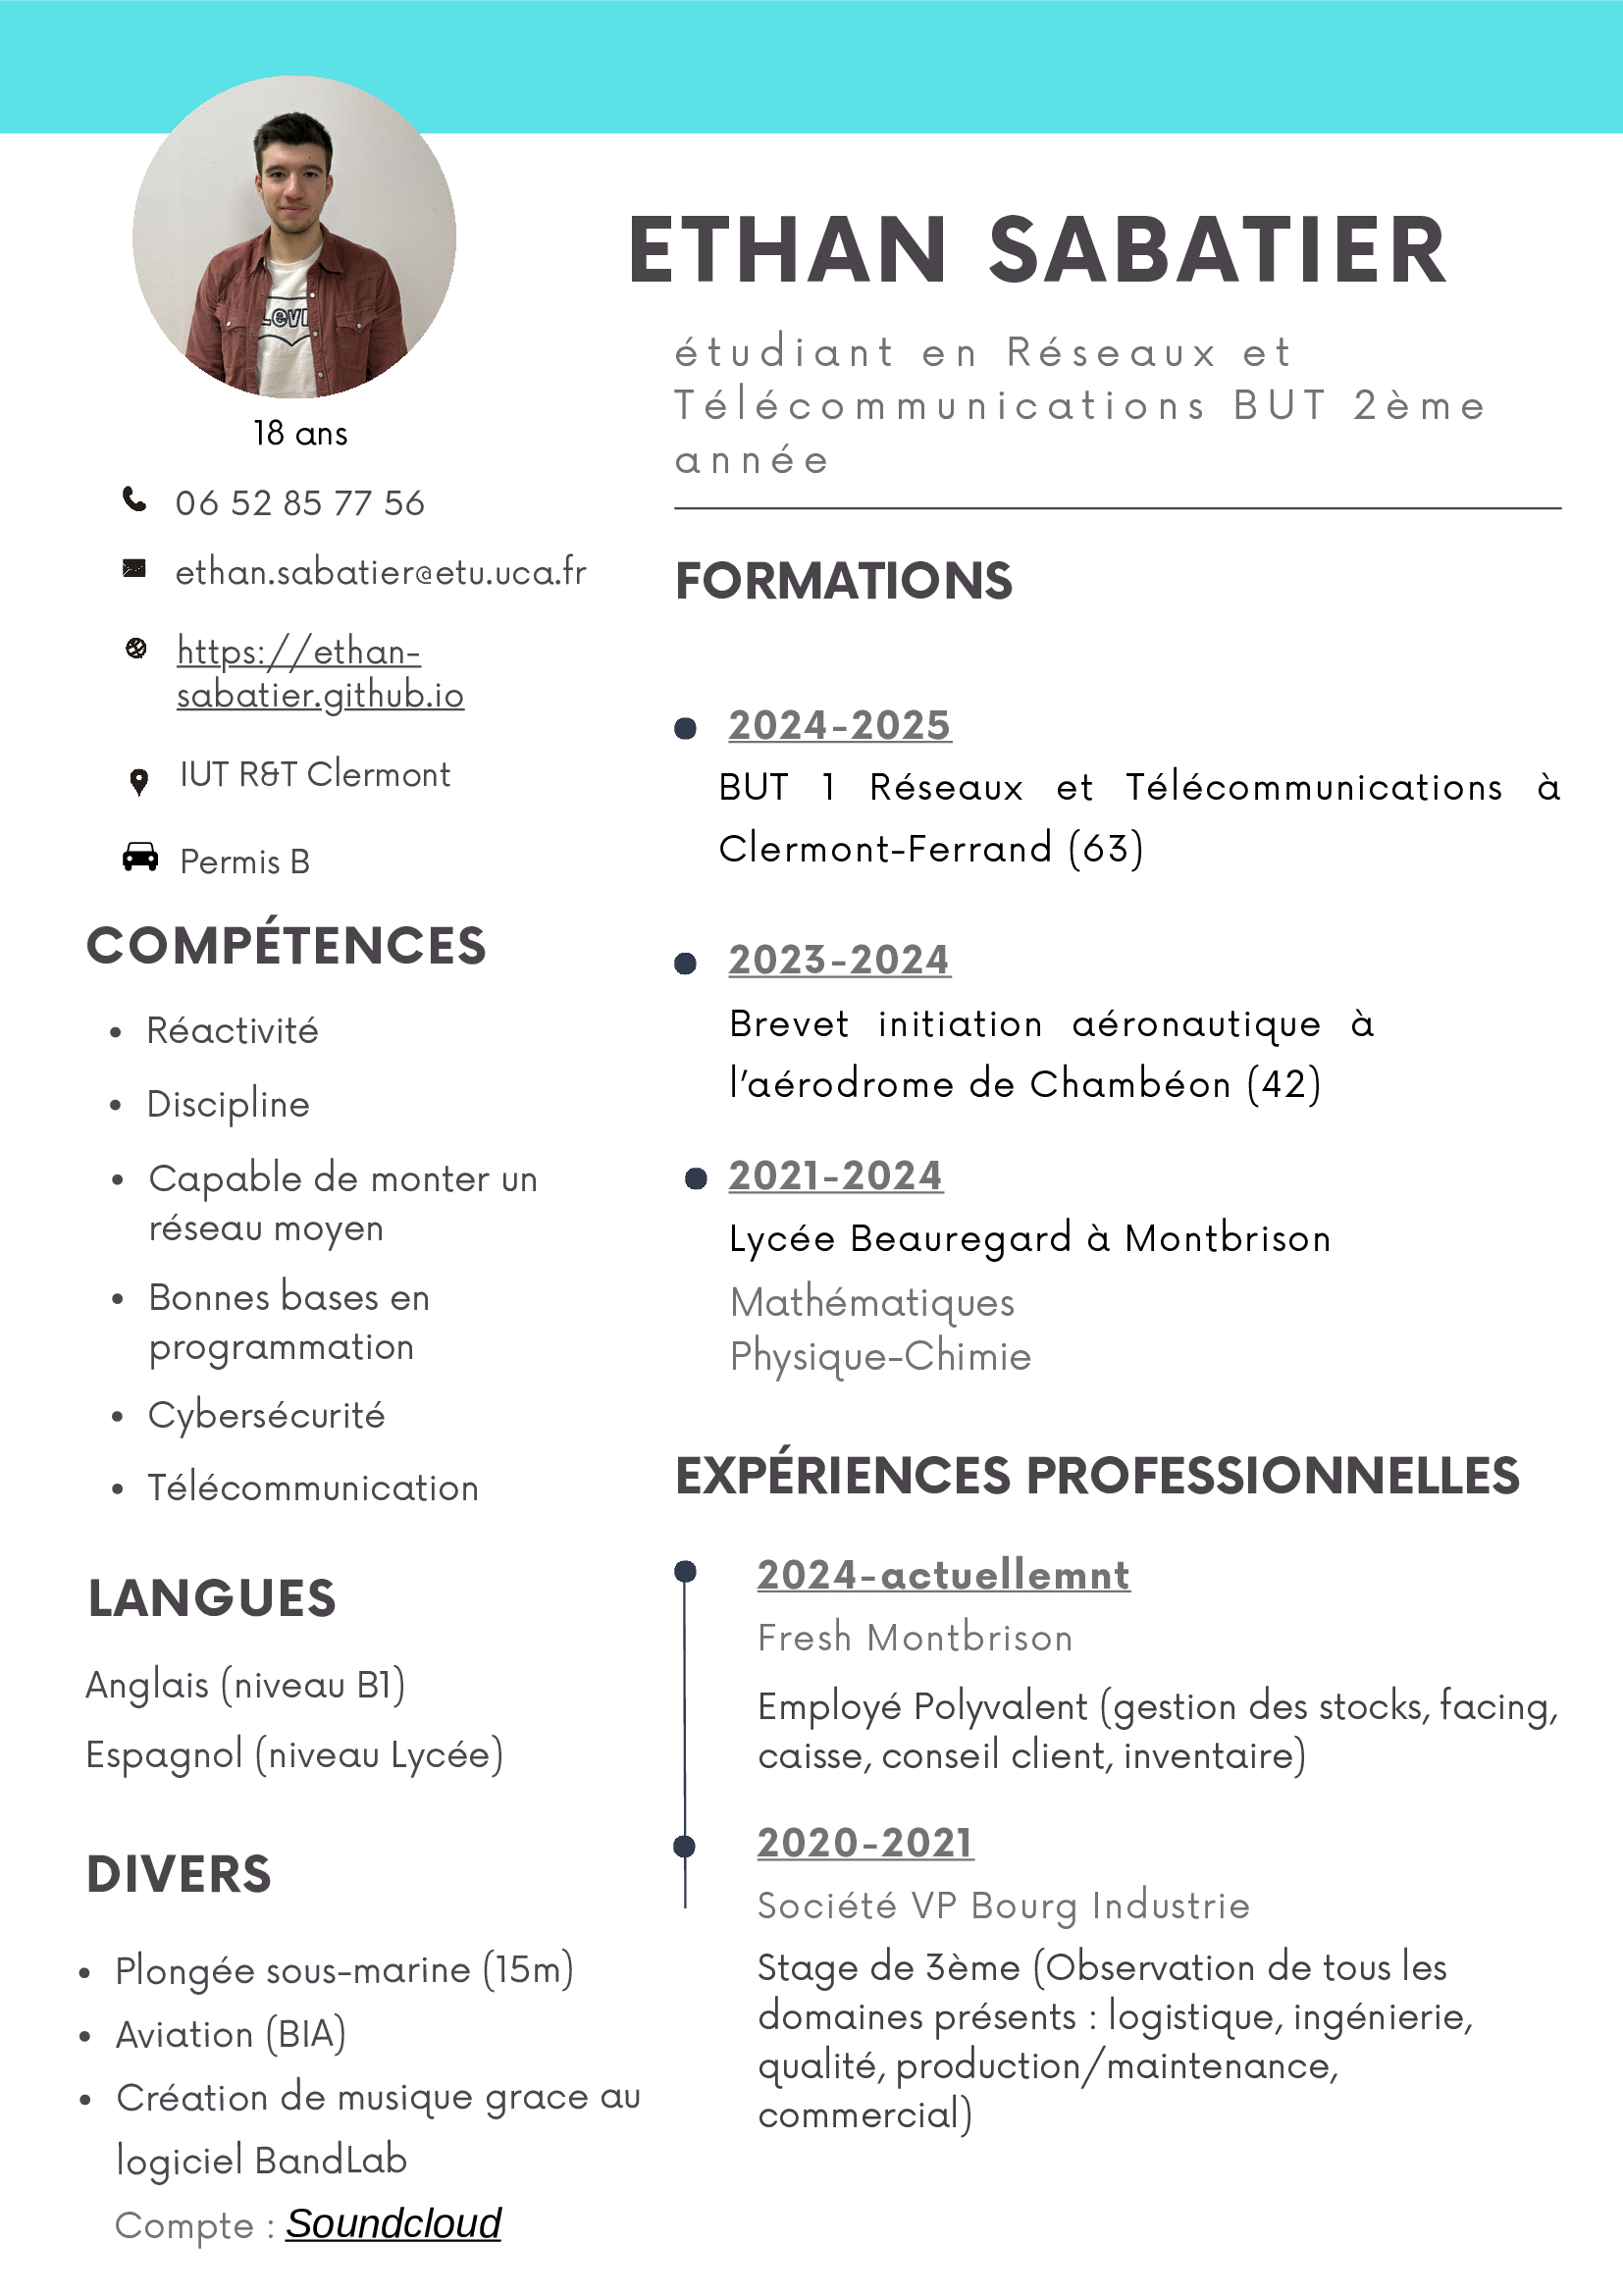 ETHAN SABATIER
étudiant en Réseaux et
Télécommunications BUT 2ème
année
18 ans
06 52 85 77 56
ethan.sabatier@etu.uca.fr
https://ethan-
sabatier.github.io
IUT R&T Clermont
Permis B
COMPÉTENCES
• Réactivité
• Discipline
• Capable de monter un
réseau moyen
• Bonnes bases en
programmation
• Cybersécurité
• Télécommunication
LANGUES
Anglais (niveau B1)
Espagnol (niveau Lycée)
DIVERS
• Plongée sous-marine (15m)
• Aviation (BIA)
• Création de musique grace au
logiciel BandLab
Compte : Soundcloud
FORMATIONS
2024-2025
BUT 1 Réseaux et Télécommunications à
Clermont-Ferrand (63)
2023-2024
Brevet initiation aéronautique à
l'aérodrome de Chambéon (42)
2021-2024
Lycée Beauregard à Montbrison
Mathématiques
Physique-Chimie
EXPÉRIENCES PROFESSIONNELLES
2024-actuellemnt
Fresh Montbrison
Employé Polyvalent (gestion des stocks, facing,
caisse, conseil client, inventaire)
2020-2021
Société VP Bourg Industrie
Stage de 3ème (Observation de tous les
domaines présents : logistique, ingénierie,
qualité, production/maintenance,
commercial)